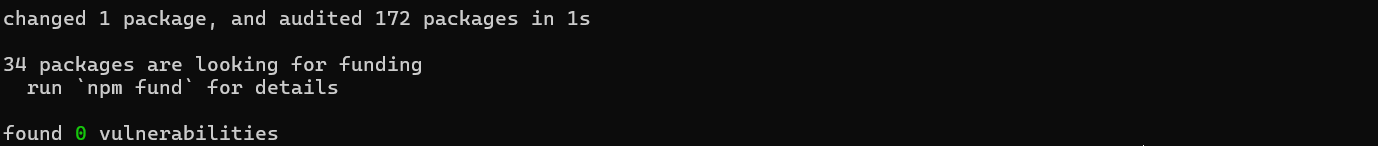 changed 1 package, and audited 172 packages in 1s
34 packages are looking for funding
  run `npm fund` for details
found 0 vulnerabilities